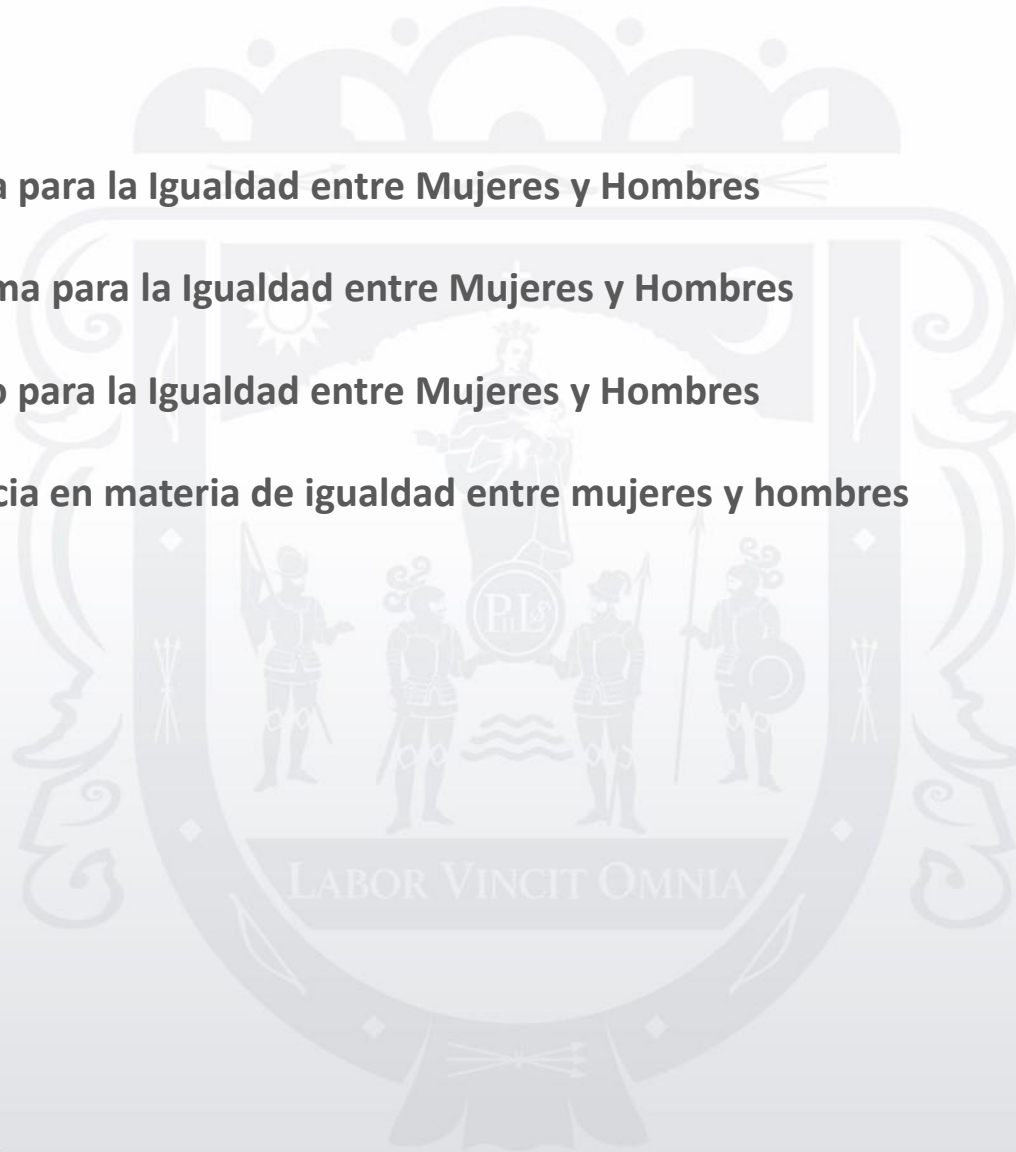 a para la Igualdad entre Mujeres y Hombres
ma para la Igualdad entre Mujeres y Hombres
o para la Igualdad entre Mujeres y Hombres
cia en materia de igualdad entre mujeres y hombres
LABOR VINCIT OMNIA